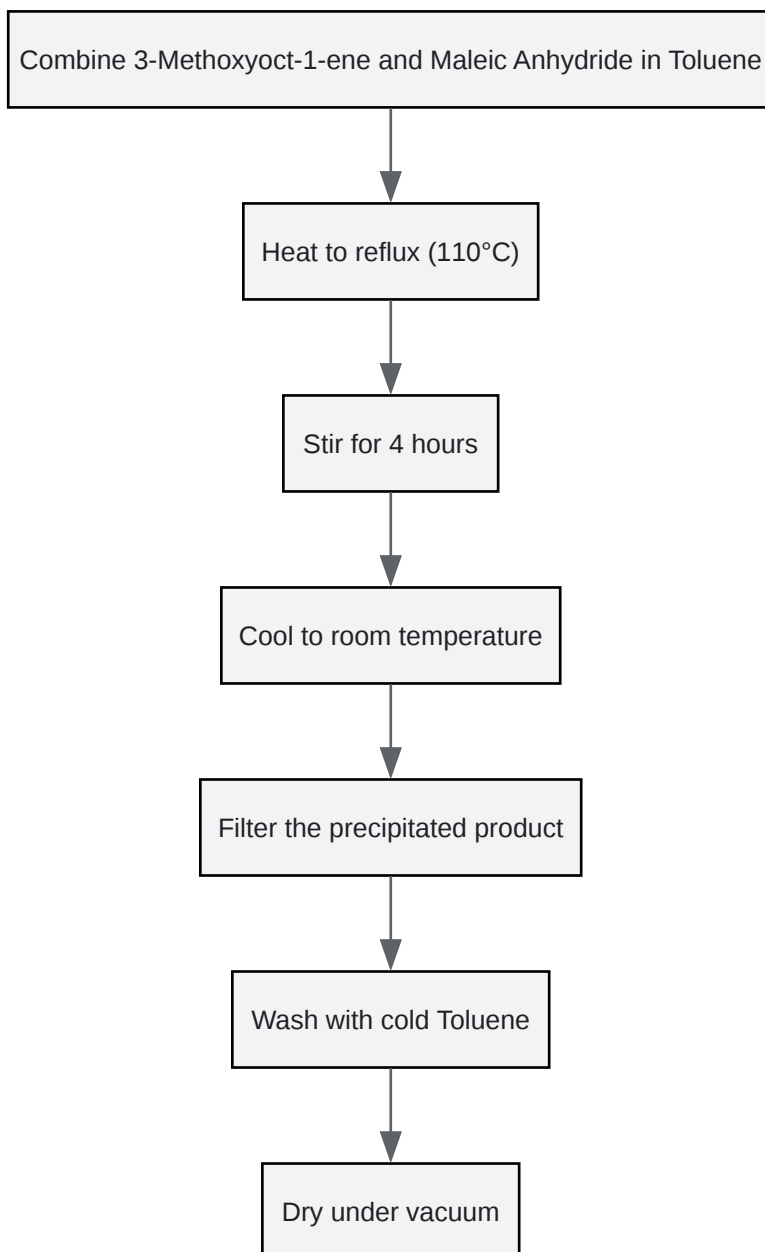 Combine 3-Methoxyoct-1-ene and Maleic Anhydride in Toluene
Heat to reflux (110°C)
Stir for 4 hours
Cool to room temperature
Filter the precipitated product
Wash with cold Toluene
Dry under vacuum